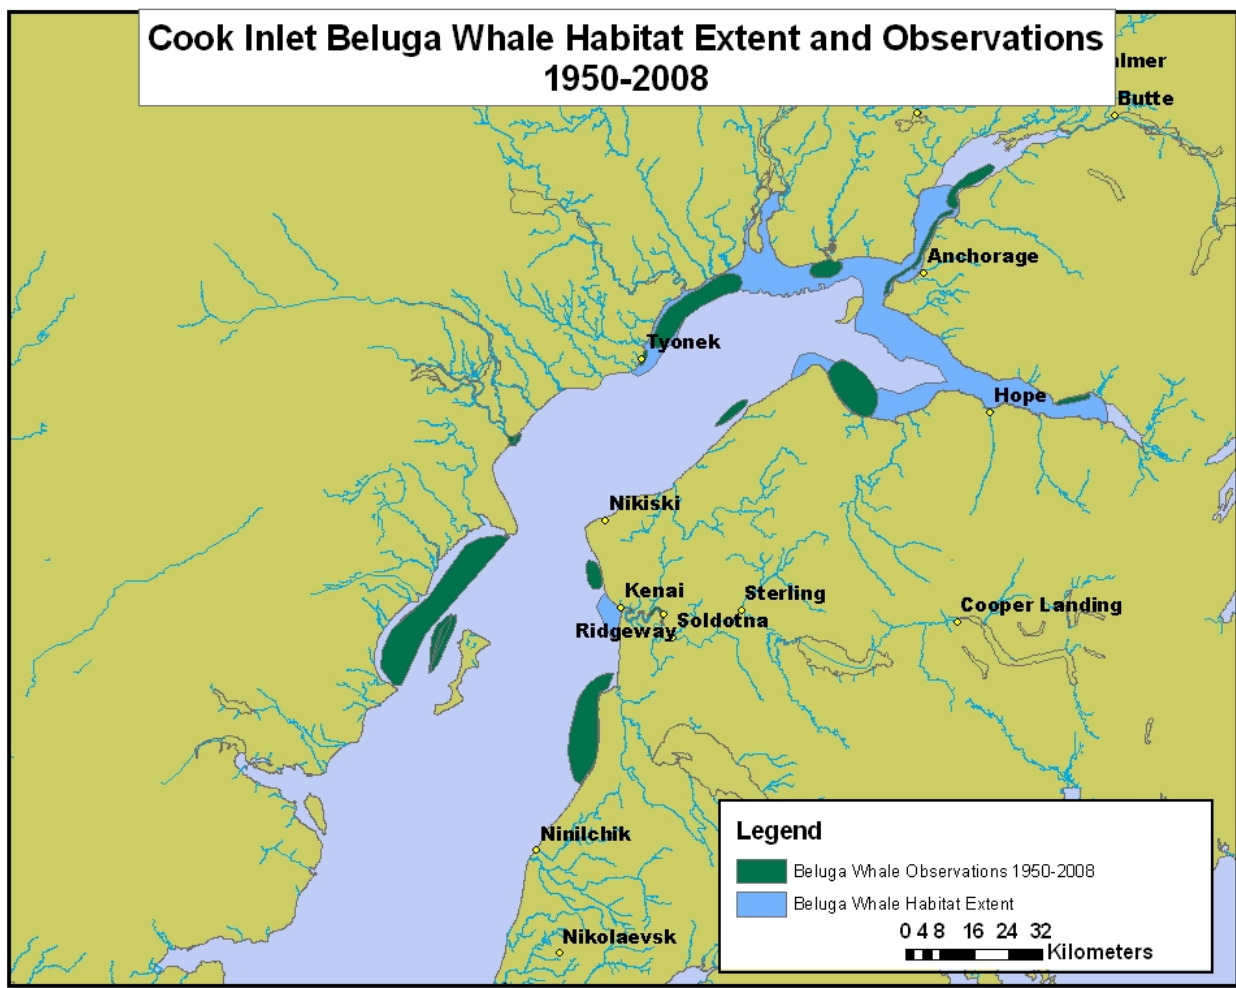 Cook Inlet Beluga Whale Habitat Extent and Observations
1950-2008
almer
Butte
Anchorage
Tyonek
Hope
Nikiski
Kenai
Sterling
Soldotna
Cooper Landing
Ridgeway
Ninilchik
Nikolaevsk
Legend
Beluga Whale Observations 1950-2008
Beluga Whale Habitat Extent
0 4 8 16 24 32
Kilometers